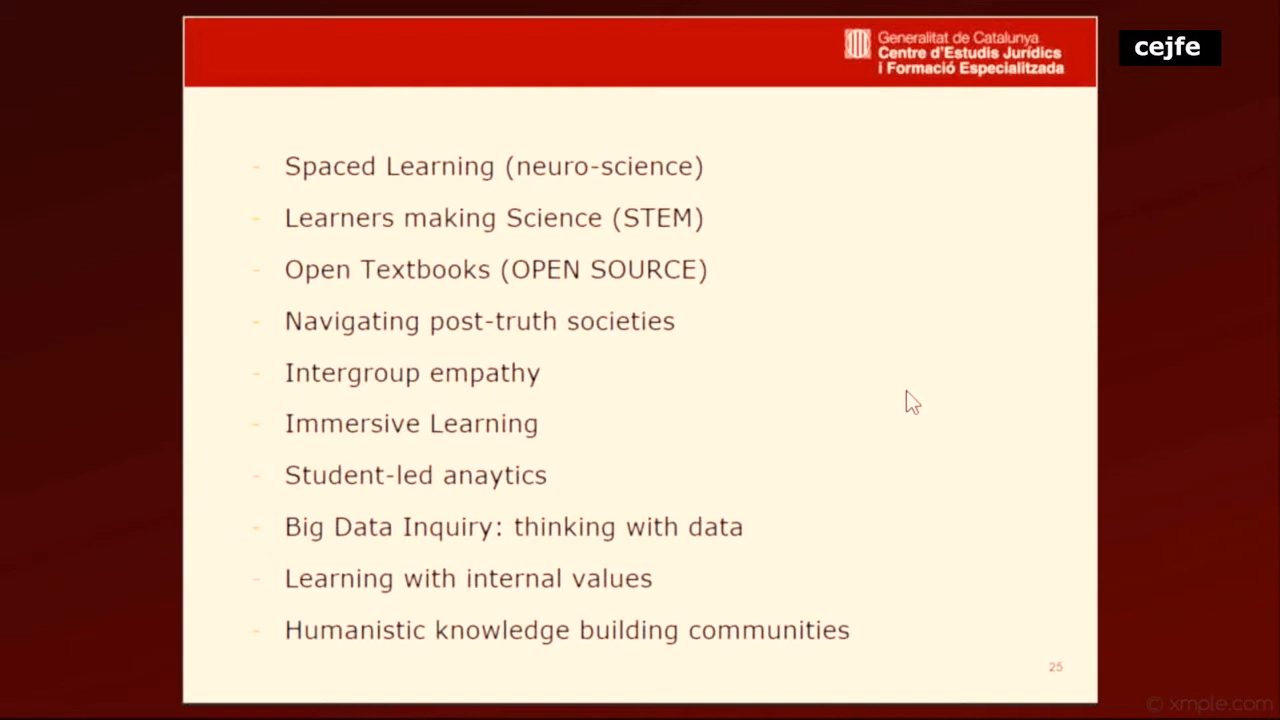 Generalitat de Catalunya
Centre d'Estudis Jurídics
i Formació Especialitzada
cejfe
- Spaced Learning (neuro-science)
- Learners making Science (STEM)
- Open Textbooks (OPEN SOURCE)
- Navigating post-truth societies
- Intergroup empathy
- Immersive Learning
- Student-led anaytics
- Big Data Inquiry: thinking with data
- Learning with internal values
- Humanistic knowledge building communities
25
© xmple.com